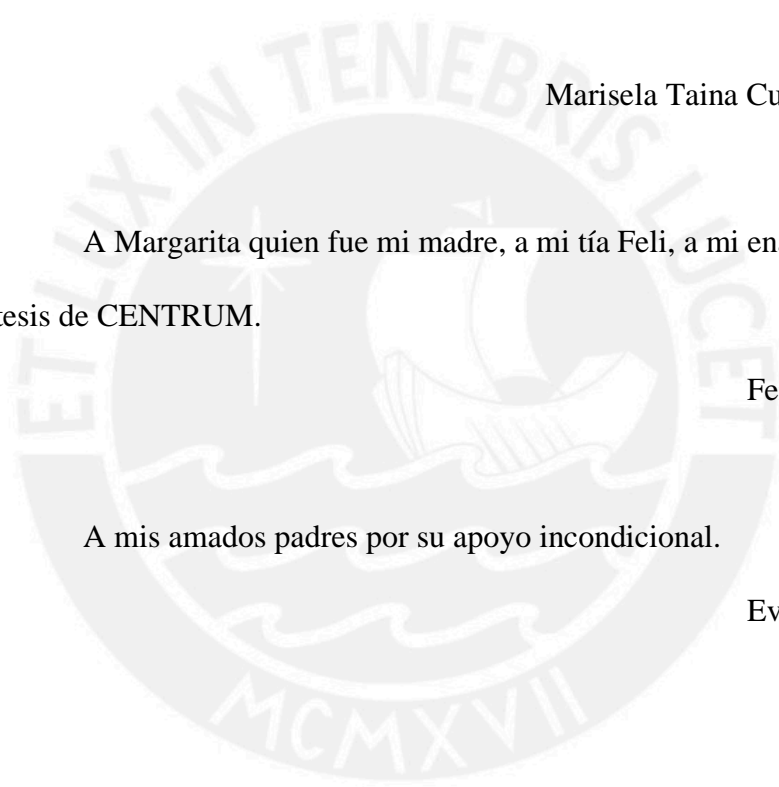 Marisela Taina Cu
A Margarita quien fue mi madre, a mi tía Feli, a mi en
tesis de CENTRUM.
Fe
A mis amados padres por su apoyo incondicional.
Ev
ET LUX IN TENEBRIS LUCET
MCMXVII